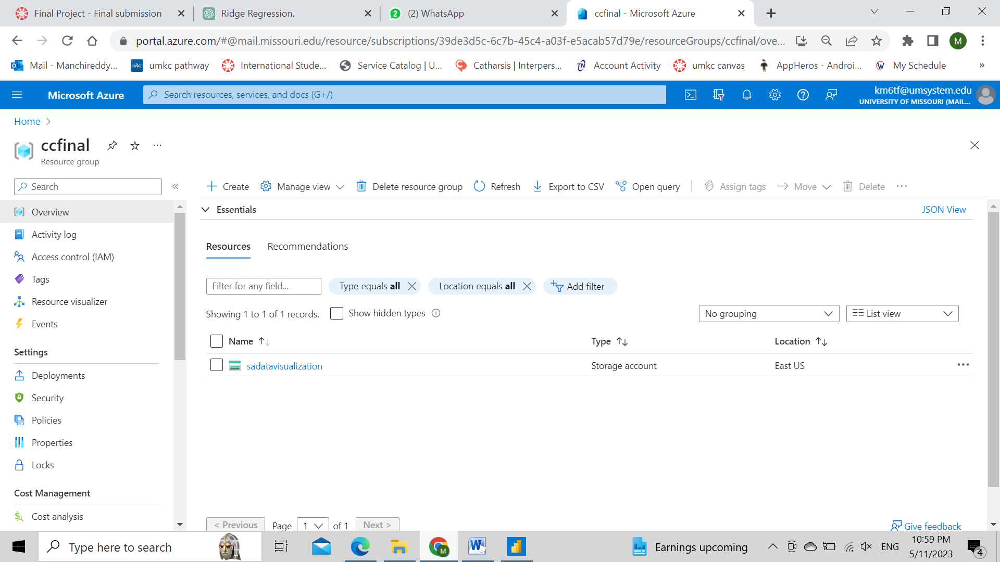 Final Project - Final submission
Ridge Regression.
2 (2) WhatsApp
ccfinal - Microsoft Azure
portal.azure.com/#@mail.missouri.edu/resource/subscriptions/39de3d5c-6c7b-45c4-a03f-e5acab57d79e/resourceGroups/ccfinal/ove... M
Mail - Manchireddy... UMKC umkc pathway International Stude... Service Catalog | U... Catharsis | Interpers... Account Activity umkc canvas AppHeros - Androi... My Schedule »
Microsoft Azure
Search resources, services, and docs (G+/)
km6tf@umsystem.edu
UNIVERSITY OF MISSOURI (MAIL...
Home >
ccfinal ...
Resource group
Search «
Create Manage view Delete resource group Refresh Export to CSV Open query Assign tags Move Delete ...
Overview
Activity log
Access control (IAM)
Tags
Resource visualizer
Events
Settings
Deployments
Security
Policies
Properties
Locks
Cost Management
Cost analysis
Essentials
JSON View
Resources Recommendations
Filter for any field... Type equals all Location equals all Add filter
Showing 1 to 1 of 1 records. Show hidden types No grouping List view
Name Type Location
sadatavisualization Storage account East US ...
< Previous Page 1 of 1 Next > Give feedback
Type here to search
M
Earnings upcoming
ENG
10:59 PM
5/11/2023
4